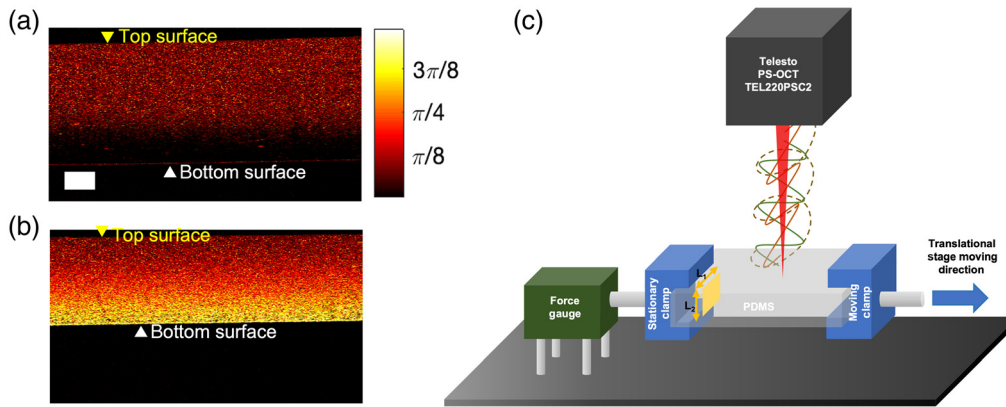 (a)
Top surface
Bottom surface
3π/8
π/4
π/8
(b)
Top surface
Bottom surface
(c)
Telesto
PS-OCT
TEL220PSC2
Force
gauge
Stationary
clamp
L1
L2
PDMS
Moving
clamp
Translational
stage moving
direction